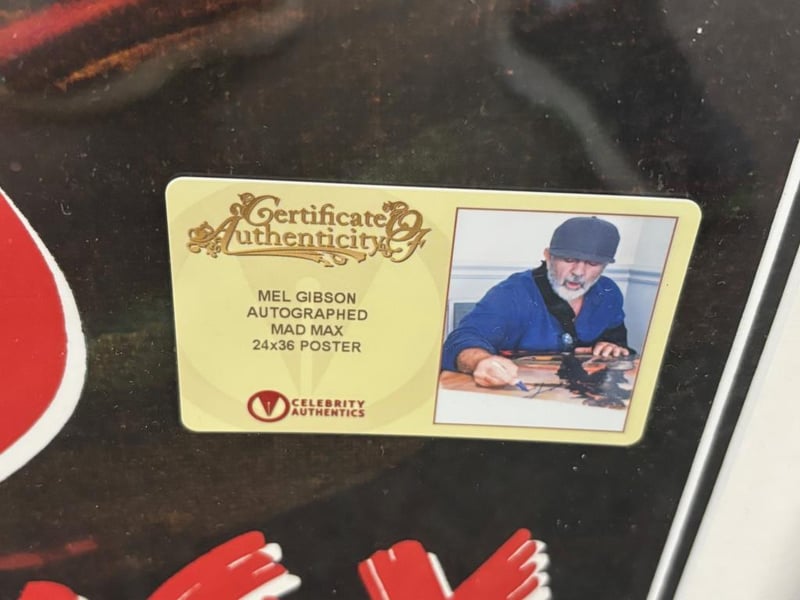 Certificate Of
Authenticity
MEL GIBSON
AUTOGRAPHED
MAD MAX
24x36 POSTER
CELEBRITY
AUTHENTICS